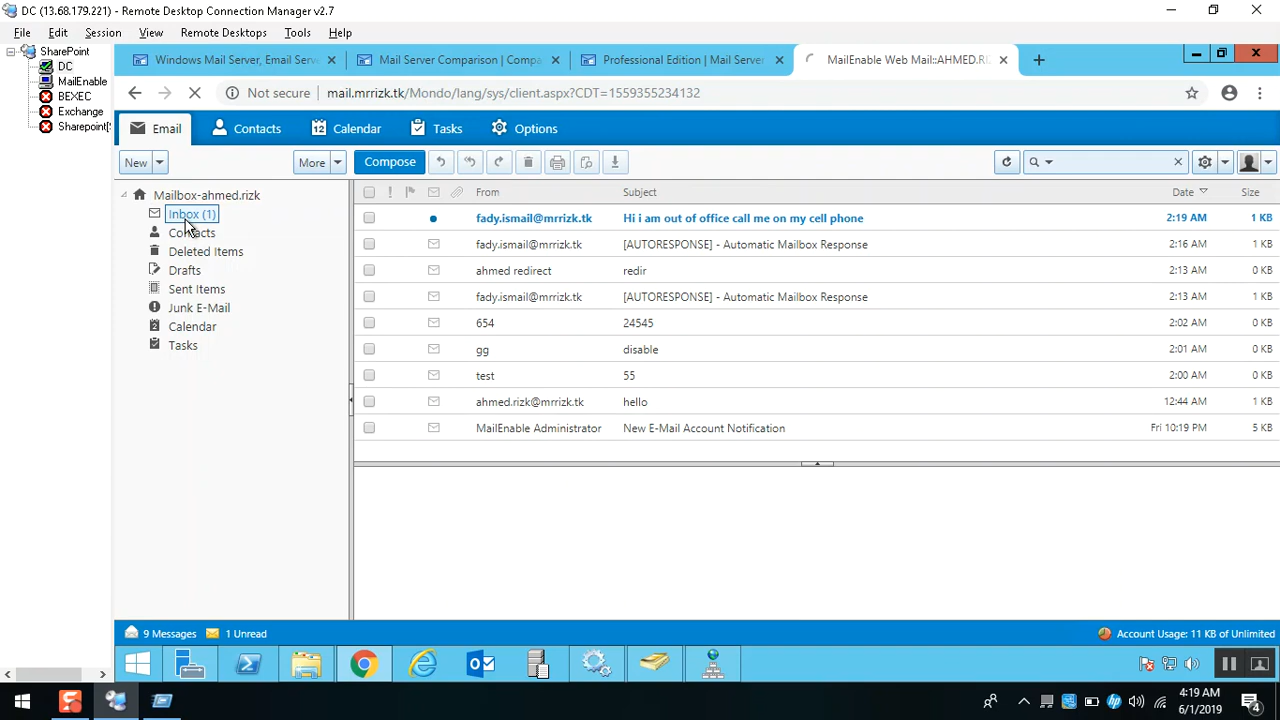 DC (13.68.179.221) - Remote Desktop Connection Manager v2.7
File Edit Session View Remote Desktops Tools Help
SharePoint
DC
MailEnable
BEXEC
Exchange
Sharepoint[S
Windows Mail Server, Email Serve
Mail Server Comparison | Compa
Professional Edition | Mail Server
MailEnable Web Mail::AHMED.RIZ
Not secure mail.mrrizk.tk/Mondo/lang/sys/client.aspx?CDT=1559355234132
Email Contacts 12 Calendar Tasks Options
New More Compose
Mailbox-ahmed.rizk
Inbox (1)
Contacts
Deleted Items
Drafts
Sent Items
Junk E-Mail
Calendar
Tasks
From Subject Date Size
fady.ismail@mrrizk.tk Hi i am out of office call me on my cell phone 2:19 AM 1 KB
fady.ismail@mrrizk.tk [AUTORESPONSE] - Automatic Mailbox Response 2:16 AM 1 KB
ahmed redirect redir 2:13 AM 0 KB
fady.ismail@mrrizk.tk [AUTORESPONSE] - Automatic Mailbox Response 2:13 AM 1 KB
654 24545 2:02 AM 0 KB
gg disable 2:01 AM 0 KB
test 55 2:00 AM 0 KB
ahmed.rizk@mrrizk.tk hello 12:44 AM 1 KB
MailEnable Administrator New E-Mail Account Notification Fri 10:19 PM 5 KB
9 Messages 1 Unread Account Usage: 11 KB of Unlimited
4:19 AM
6/1/2019
4